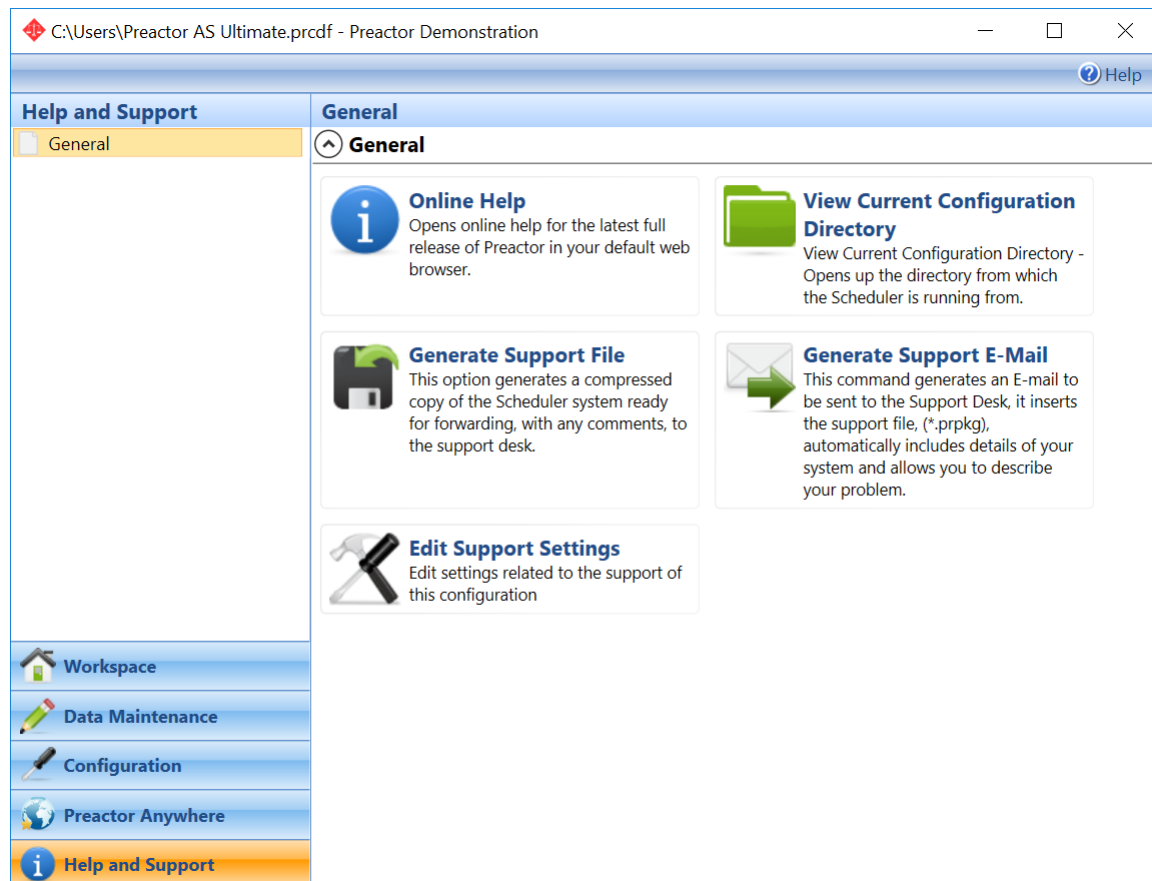 C:\Users\Preactor AS Ultimate.prcdf - Preactor Demonstration
Help
Help and Support
General
General
General
Online Help
Opens online help for the latest full
release of Preactor in your default web
browser.
View Current Configuration
Directory
View Current Configuration Directory -
Opens up the directory from which
the Scheduler is running from.
Generate Support File
This option generates a compressed
copy of the Scheduler system ready
for forwarding, with any comments, to
the support desk.
Generate Support E-Mail
This command generates an E-mail to
be sent to the Support Desk, it inserts
the support file, (*.prpkg),
automatically includes details of your
system and allows you to describe
your problem.
Edit Support Settings
Edit settings related to the support of
this configuration
Workspace
Data Maintenance
Configuration
Preactor Anywhere
Help and Support